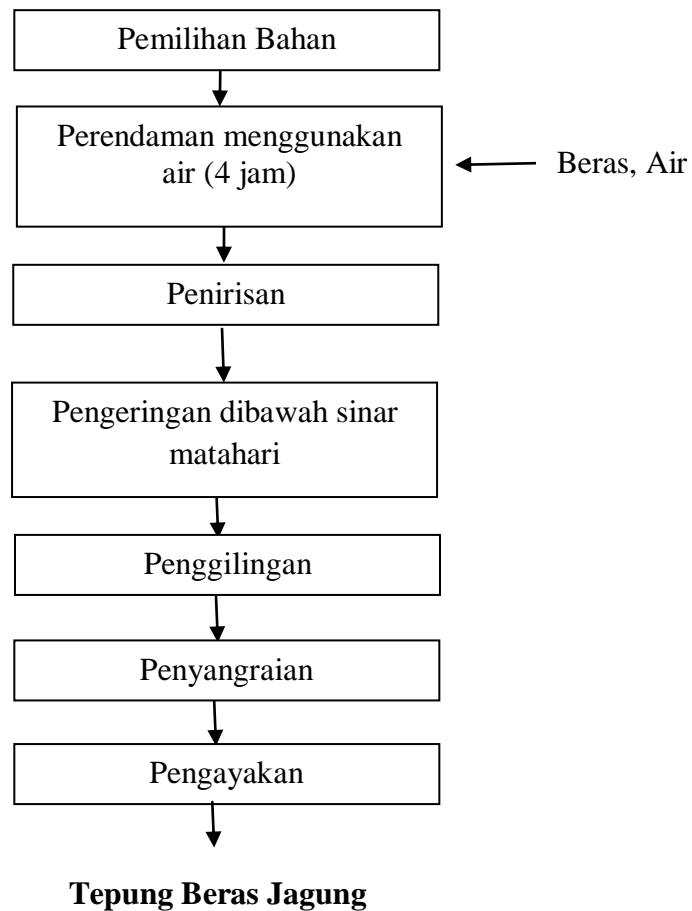 Pemilihan Bahan
Perendaman menggunakan
air (4 jam)
Beras, Air
Penirisan
Pengeringan dibawah sinar
matahari
Penggilingan
Penyangraian
Pengayakan
Tepung Beras Jagung